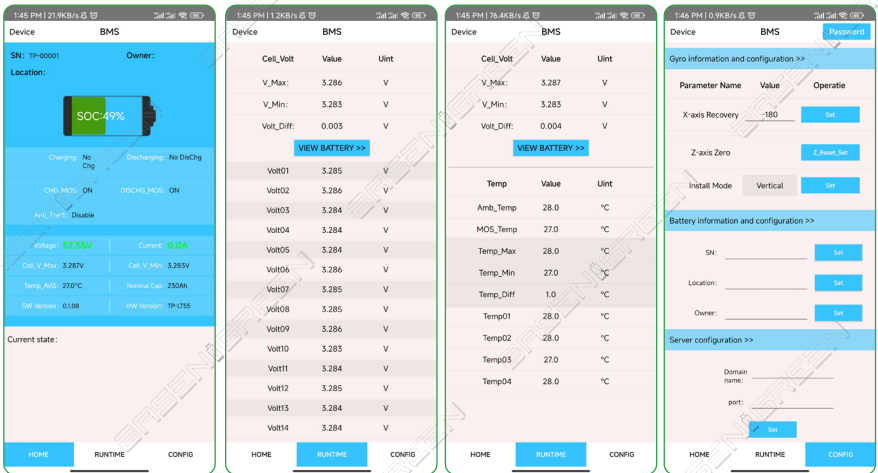 1:45 PM | 21.9KB/s
Device
BMS
SN: TP-00001
Owner:
Location:
SOC:49%
Charging: No Chg
Discharging: No DisChg
CHG_MOS: ON
DISCHG_MOS: ON
Anti_Theft: Disable
Voltage: 52.55V
Current: 0.0A
Cell_V_Max: 3.287V
Cell_V_Min: 3.283V
Temp_AVG: 27.0°C
Nominal Cap: 230Ah
SW Version: 0.1.08
HW Version: TP-LT55
Current state:
HOME
RUNTIME
CONFIG
1:45 PM | 1.2KB/s
Device
BMS
Cell_Volt Value Uint
V_Max: 3.286 V
V_Min: 3.283 V
Volt_Diff: 0.003 V
VIEW BATTERY >>
Volt01 3.285 V
Volt02 3.286 V
Volt03 3.284 V
Volt04 3.284 V
Volt05 3.284 V
Volt06 3.286 V
Volt07 3.285 V
Volt08 3.285 V
Volt09 3.286 V
Volt10 3.283 V
Volt11 3.284 V
Volt12 3.285 V
Volt13 3.284 V
Volt14 3.284 V
HOME
RUNTIME
CONFIG
1:45 PM | 76.4KB/s
Device
BMS
Cell_Volt Value Uint
V_Max: 3.287 V
V_Min: 3.283 V
Volt_Diff: 0.004 V
VIEW BATTERY >>
Temp Value Uint
Amb_Temp 28.0 °C
MOS_Temp 27.0 °C
Temp_Max 28.0 °C
Temp_Min 27.0 °C
Temp_Diff 1.0 °C
Temp01 28.0 °C
Temp02 28.0 °C
Temp03 27.0 °C
Temp04 28.0 °C
HOME
RUNTIME
CONFIG
1:46 PM | 0.9KB/s
Device
BMS
Password
Gyro information and configuration >>
Parameter Name Value Operatie
X-axis Recovery -180 Set
Z-axis Zero Z_Reset_Set
Install Mode Vertical Set
Battery information and configuration >>
SN: Set
Location: Set
Owner: Set
Server configuration >>
Domain
name:
port:
Set
HOME
RUNTIME
CONFIG
BASENIGREEN